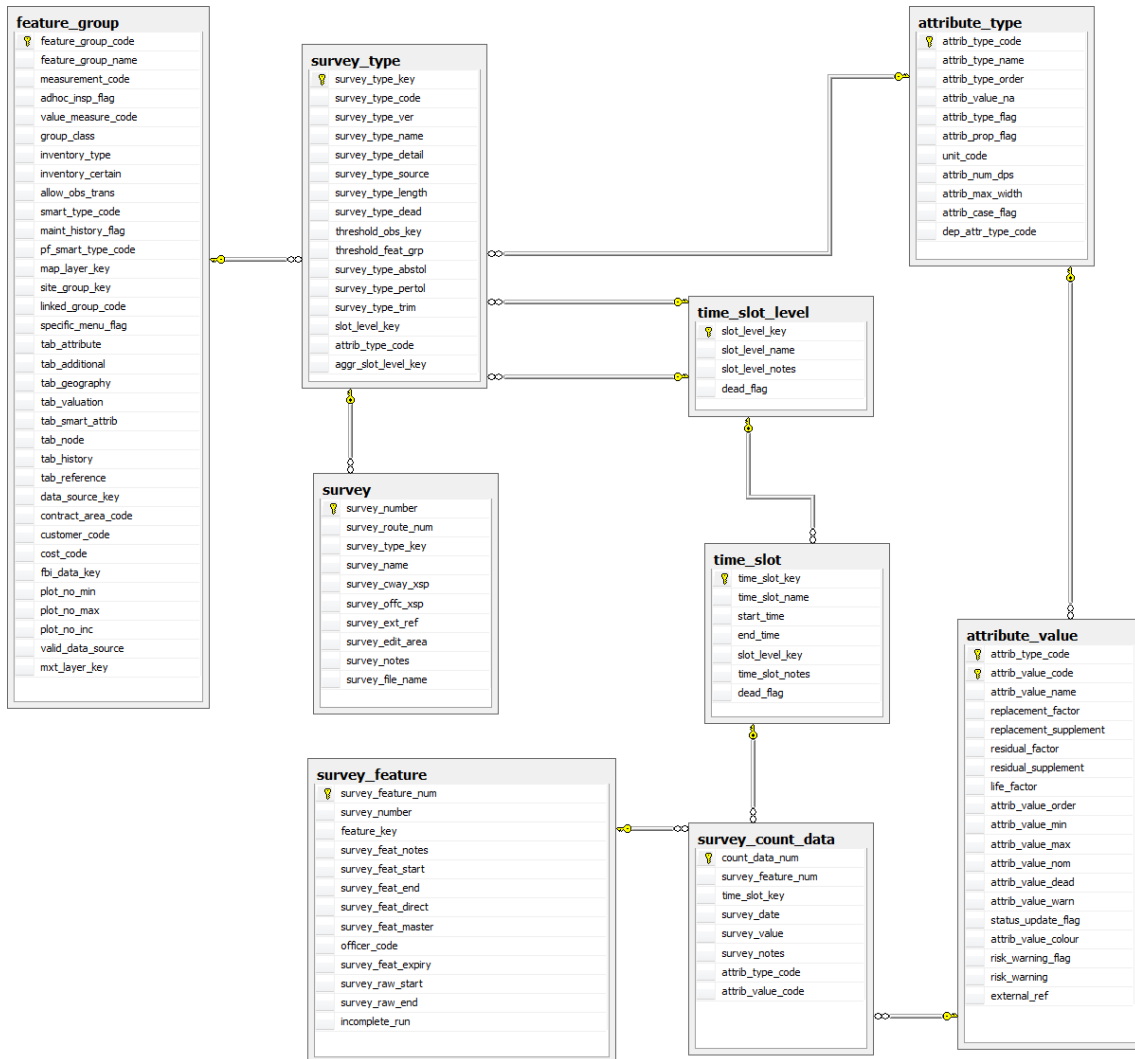 feature_group
feature_group_code
feature_group_name
measurement_code
adhoc_insp_flag
value_measure_code
group_class
inventory_type
inventory_certain
allow_obs_trans
smart_type_code
maint_history_flag
pf_smart_type_code
map_layer_key
site_group_key
linked_group_code
specific_menu_flag
tab_attribute
tab_additional
tab_geography
tab_valuation
tab_smart_attrib
tab_node
tab_history
tab_reference
data_source_key
contract_area_code
customer_code
cost_code
fbi_data_key
plot_no_min
plot_no_max
plot_no_inc
valid_data_source
mxt_layer_key
survey_type
survey_type_key
survey_type_code
survey_type_ver
survey_type_name
survey_type_detail
survey_type_source
survey_type_length
survey_type_dead
threshold_obs_key
threshold_feat_grp
survey_type_abstol
survey_type_pertol
survey_type_trim
slot_level_key
attrib_type_code
aggr_slot_level_key
survey
survey_number
survey_route_num
survey_type_key
survey_name
survey_cway_xsp
survey_offc_xsp
survey_ext_ref
survey_edit_area
survey_notes
survey_file_name
survey_feature
survey_feature_num
survey_number
feature_key
survey_feat_notes
survey_feat_start
survey_feat_end
survey_feat_direct
survey_feat_master
officer_code
survey_feat_expiry
survey_raw_start
survey_raw_end
incomplete_run
attribute_type
attrib_type_code
attrib_type_name
attrib_type_order
attrib_value_na
attrib_type_flag
attrib_prop_flag
unit_code
attrib_num_dps
attrib_max_width
attrib_case_flag
dep_attr_type_code
time_slot_level
slot_level_key
slot_level_name
slot_level_notes
dead_flag
time_slot
time_slot_key
time_slot_name
start_time
end_time
slot_level_key
time_slot_notes
dead_flag
survey_count_data
count_data_num
survey_feature_num
time_slot_key
survey_date
survey_value
survey_notes
attrib_type_code
attrib_value_code
attribute_value
attrib_type_code
attrib_value_code
attrib_value_name
replacement_factor
replacement_supplement
residual_factor
residual_supplement
life_factor
attrib_value_order
attrib_value_min
attrib_value_max
attrib_value_nom
attrib_value_dead
attrib_value_warn
status_update_flag
attrib_value_colour
risk_warning_flag
risk_warning
external_ref